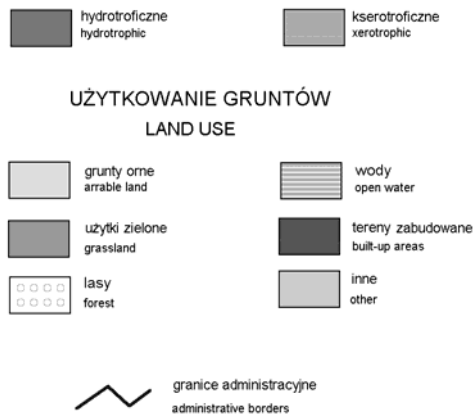 hydrotroficzne
hydrotrophic
kserotroficzne
xerotrophic
UŻYTKOWANIE GRUNTÓW
LAND USE
grunty orne
arrable land
wody
open water
użytki zielone
grassland
tereny zabudowane
built-up areas
lasy
forest
inne
other
granice administracyjne
administrative borders